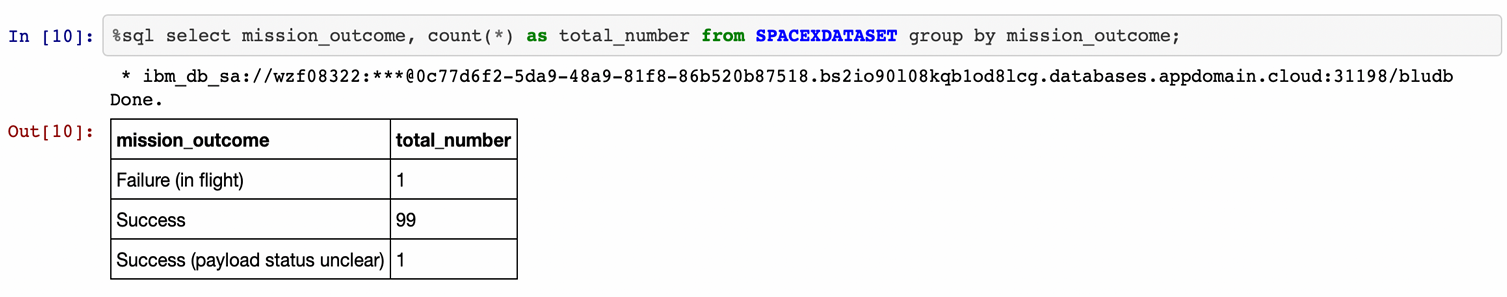 In [10]: %sql select mission_outcome, count(*) as total_number from SPACEXDATASET group by mission_outcome;
* ibm_db_sa://wzf08322:***@0c77d6f2-5da9-48a9-81f8-86b520b87518.bs2io90l08kqb1od8lcg.databases.appdomain.cloud:31198/bludb
Done.
Out[10]:
mission_outcome total_number
Failure (in flight) 1
Success 99
Success (payload status unclear) 1